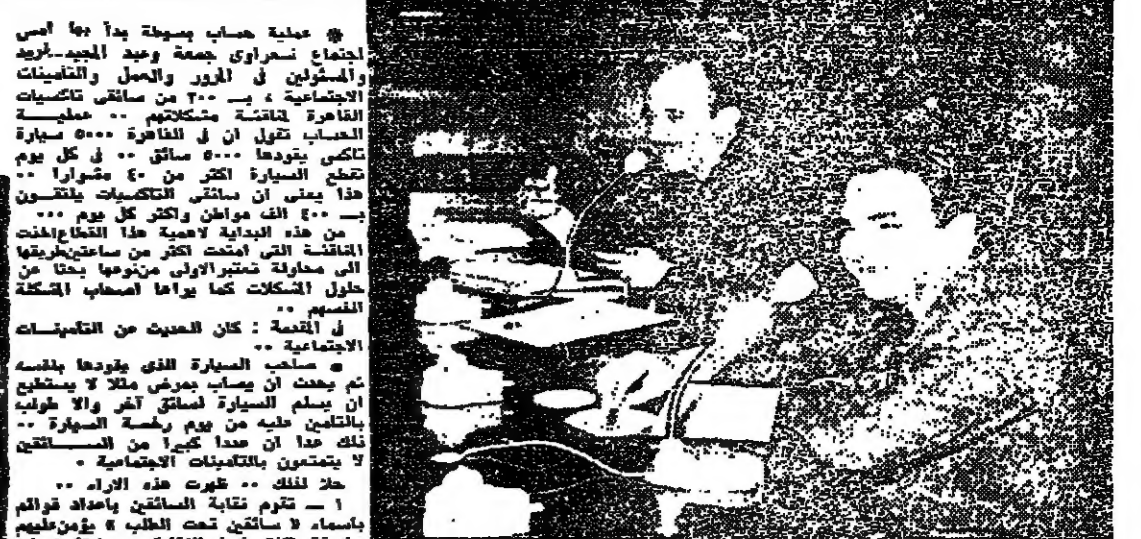 * عملية حساب بسيطة بدأ بها أمس
اجتماع شعراوى جمعة وعبد المجيد فريد
والمسئولين فى المرور والعمل والتأمينات
الاجتماعية ، بـ ٢٠٠ من سائقى تاكسيات
القاهرة لمناقشة مشكلاتهم .. عمليـــة
الحساب تقول ان فى القاهرة ٥٠٠٠ سيارة
تاكسى يقودها ٥٠٠٠ سائق .. فى كل يوم
تقطع السيارة اكثر من ٤٠ مشوارا ..
هذا يعنى ان سائقى التاكسيات يلتقـــون
بـــ ٤٠٠ الف مواطن واكثر كل يوم ...
من هذه البداية لاهمية هذا القطاع اخذت
المناقشة التى امتدت اكثر من ساعتين طريقها
الى محاولة تعتبر الاولى من نوعها بحثا عن
حلول المشكلات كما يراها اصحاب المشكلة
انفسهم ..
فى المقدمة : كان الحديث عن التأمينـــات
الاجتماعية ..
● صاحب السيارة الذى يقودها بنفسه
ثم يحدث ان يصاب بمرض مثلا لا يستطيع
ان يسلم السيارة لسائق آخر والا طولب
بالتأمين عليه من يوم رخصة السيارة ..
ذلك عدا ان عددا كبيرا من الســـــائقين
لا يتمتعون بالتأمينات الاجتماعية .
حلا لذلك .. ظهرت هذه الاراء ..
١ ــ تقوم نقابة السائقين باعداد قوائم
باسماء « سائقين تحت الطلب » يؤمن عليهم